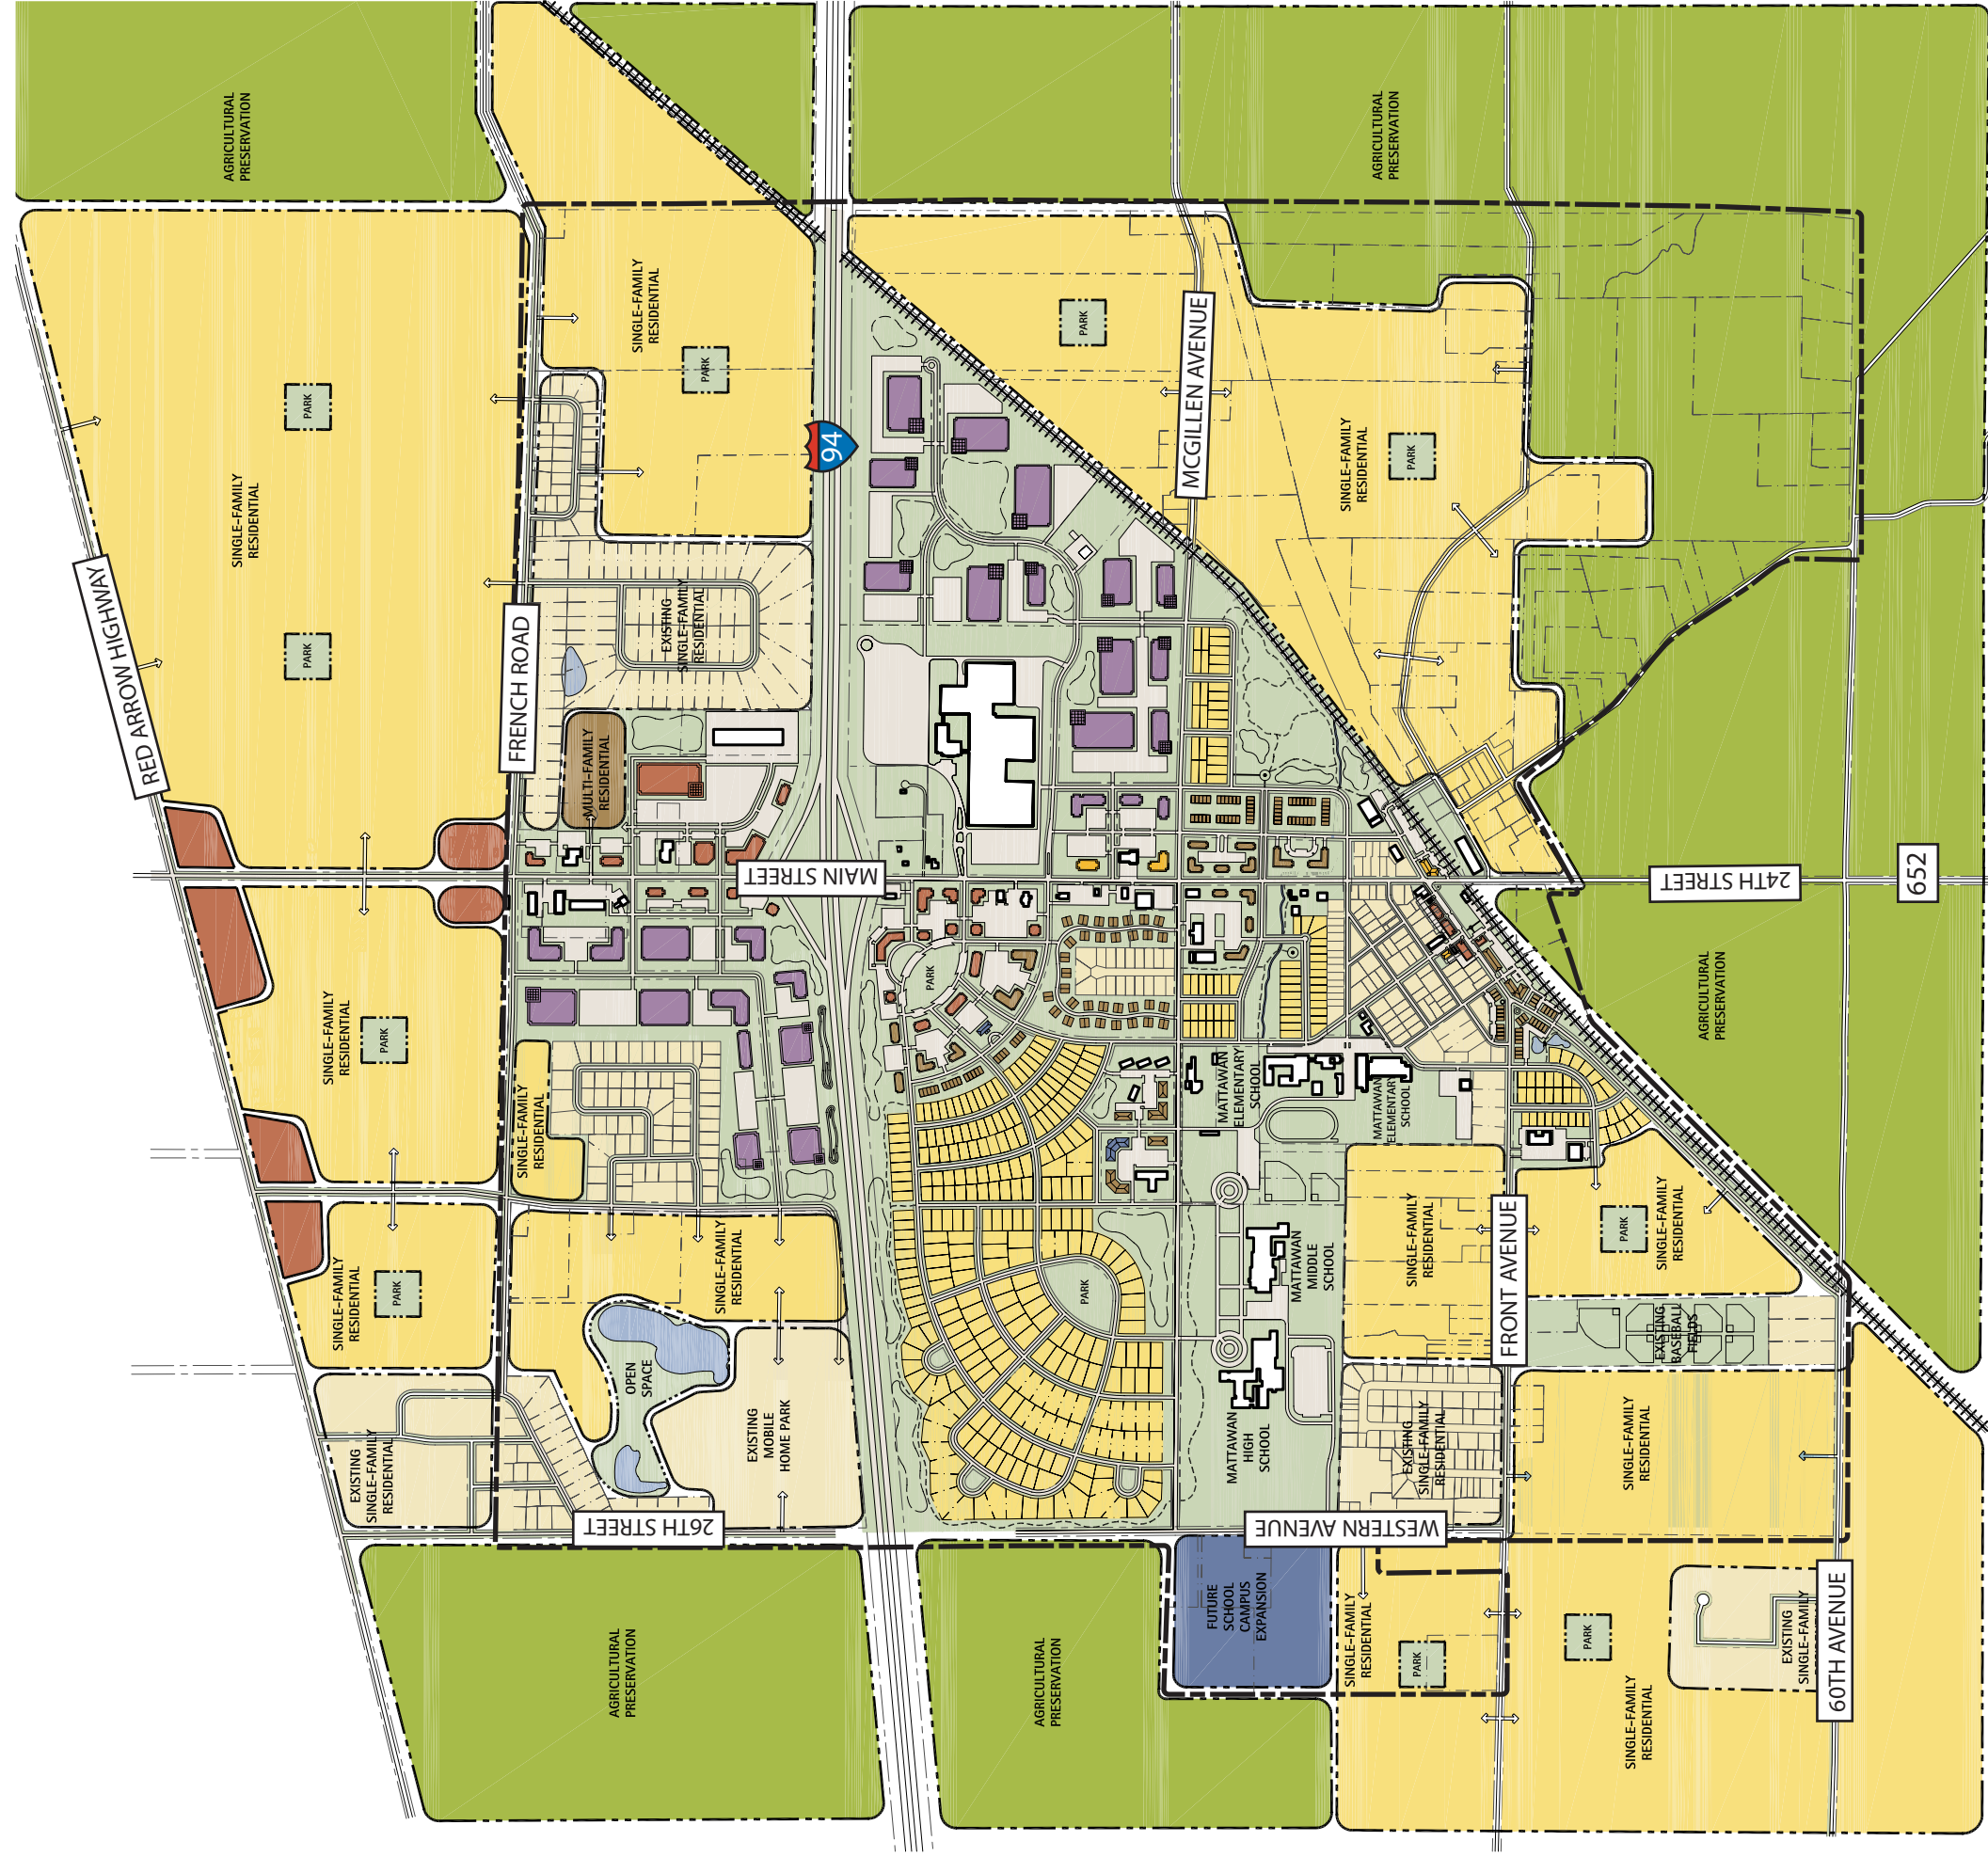 AGRICULTURAL
PRESERVATION
AGRICULTURAL
PRESERVATION
SINGLE-FAMILY
RESIDENTIAL
PARK
PARK
SINGLE-FAMILY
RESIDENTIAL
PARK
PARK
94
MCGILLEN AVENUE
SINGLE-FAMILY
RESIDENTIAL
PARK
RED ARROW HIGHWAY
FRENCH ROAD
EXISTING
SINGLE-FAMILY
RESIDENTIAL
MULTI-FAMILY
RESIDENTIAL
MAIN STREET
24TH STREET
652
SINGLE-FAMILY
RESIDENTIAL
PARK
PARK
AGRICULTURAL
PRESERVATION
SINGLE-FAMILY
RESIDENTIAL
MATTAWAN
ELEMENTARY
SCHOOL
MATTAWAN
ELEMENTARY
SCHOOL
SINGLE-FAMILY
RESIDENTIAL
PARK
SINGLE-FAMILY
RESIDENTIAL
PARK
MATTAWAN
MIDDLE
SCHOOL
SINGLE-FAMILY
RESIDENTIAL
FRONT AVENUE
PARK
SINGLE-FAMILY
RESIDENTIAL
OPEN
SPACE
EXISTING
BASEBALL
FIELDS
EXISTING
SINGLE-FAMILY
RESIDENTIAL
EXISTING
MOBILE
HOME PARK
MATTAWAN
HIGH
SCHOOL
EXISTING
SINGLE-FAMILY
RESIDENTIAL
SINGLE-FAMILY
RESIDENTIAL
26TH STREET
WESTERN AVENUE
AGRICULTURAL
PRESERVATION
AGRICULTURAL
PRESERVATION
FUTURE
SCHOOL
CAMPUS
EXPANSION
SINGLE-FAMILY
RESIDENTIAL
PARK
PARK
SINGLE-FAMILY
RESIDENTIAL
EXISTING
SINGLE-FAMILY
60TH AVENUE